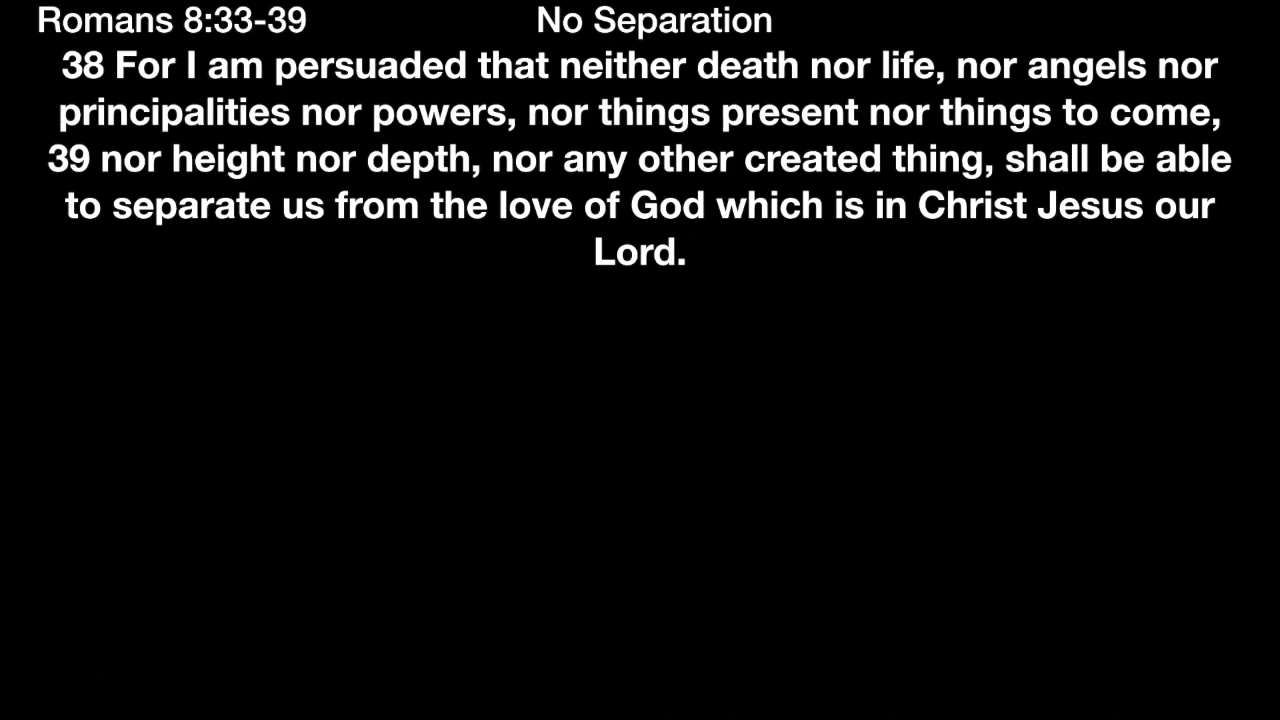 Romans 8:33-39 No Separation
38 For I am persuaded that neither death nor life, nor angels nor
principalities nor powers, nor things present nor things to come,
39 nor height nor depth, nor any other created thing, shall be able
to separate us from the love of God which is in Christ Jesus our
Lord.